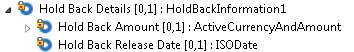 Hold Back Details [0,1] : HoldBackInformation1
Hold Back Amount [0,1] : ActiveCurrencyAndAmount
Hold Back Release Date [0,1] : ISODate